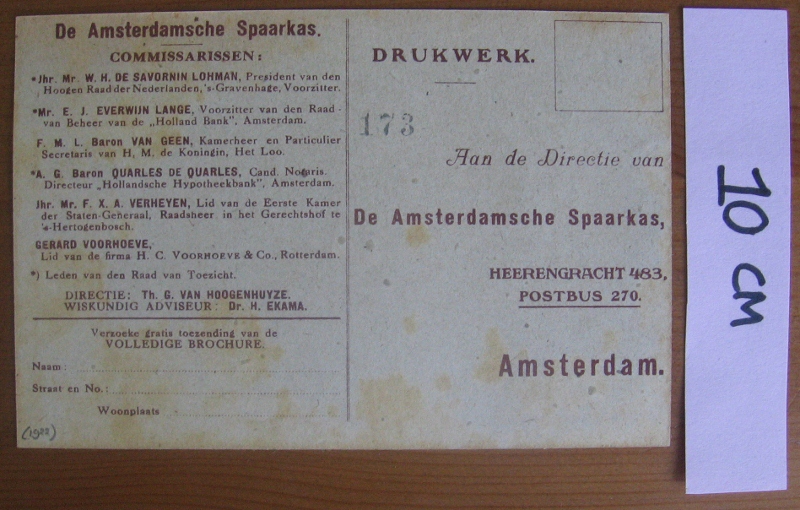 De Amsterdamsche Spaarkas.
COMMISSARISSEN:
*Jhr. Mr. W. H. DE SAVORNIN LOHMAN, President van den
Hoogen Raad der Nederlanden, 's-Gravenhage, Voorzitter.
*Mr. E. J. EVERWIJN LANGE, Voorzitter van den Raad
van Beheer van de „Holland Bank", Amsterdam.
F. M. L. Baron VAN GEEN, Kamerheer en Particulier
Secretaris van H. M. de Koningin, Het Loo.
*A. G. Baron QUARLES DE QUARLES, Cand. Notaris.
Directeur „Hollandsche Hypotheekbank", Amsterdam.
Jhr. Mr. F. X. A. VERHEYEN, Lid van de Eerste Kamer
der Staten-Generaal, Raadsheer in het Gerechtshof te
's-Hertogenbosch.
GERARD VOORHOEVE,
Lid van de firma H. C. VOORHOEVE & Co., Rotterdam.
*) Leden van den Raad van Toezicht.
DIRECTIE: Th. G. VAN HOOGENHUYZE.
WISKUNDIG ADVISEUR: Dr. H. EKAMA.
Verzoeke gratis toezending van de
VOLLEDIGE BROCHURE.
Naam:
Straat en No.:
Woonplaats
(1922)
DRUKWERK.
173
Aan de Directie van
De Amsterdamsche Spaarkas,
HEERENGRACHT 483,
POSTBUS 270.
Amsterdam.
10 CM